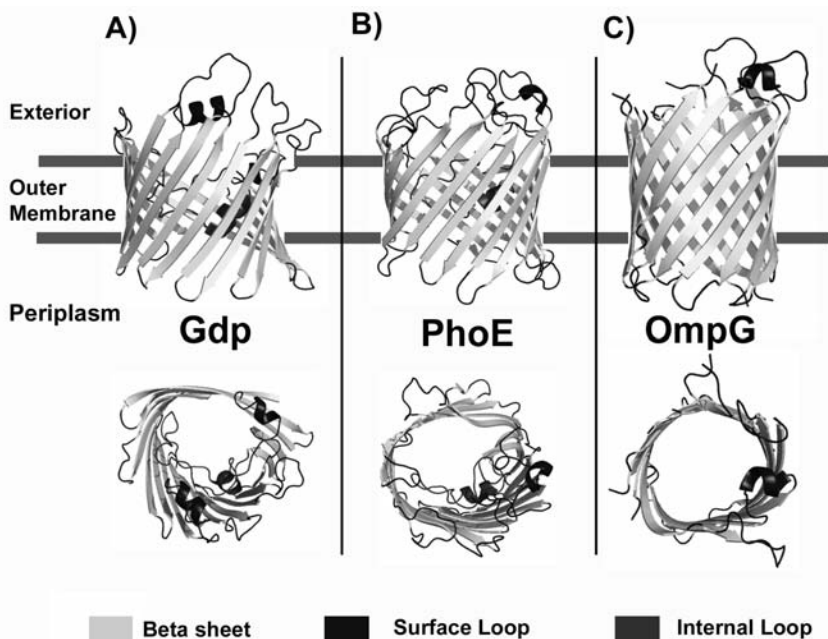 A)
B)
C)
Exterior
Outer
Membrane
Periplasm
Gdp
PhoE
OmpG
Beta sheet
Surface Loop
Internal Loop